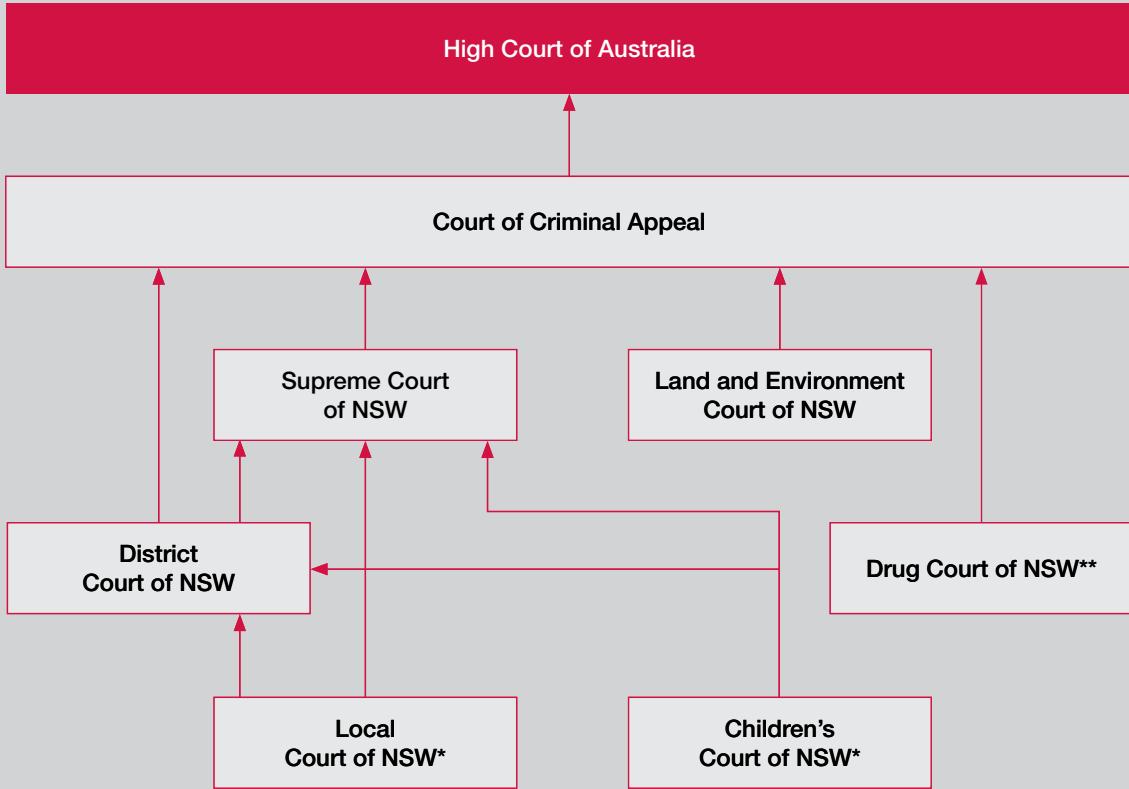 High Court of Australia
Court of Criminal Appeal
Supreme Court
of NSW
Land and Environment
Court of NSW
District
Court of NSW
Drug Court of NSW**
Local
Court of NSW*
Children's
Court of NSW*